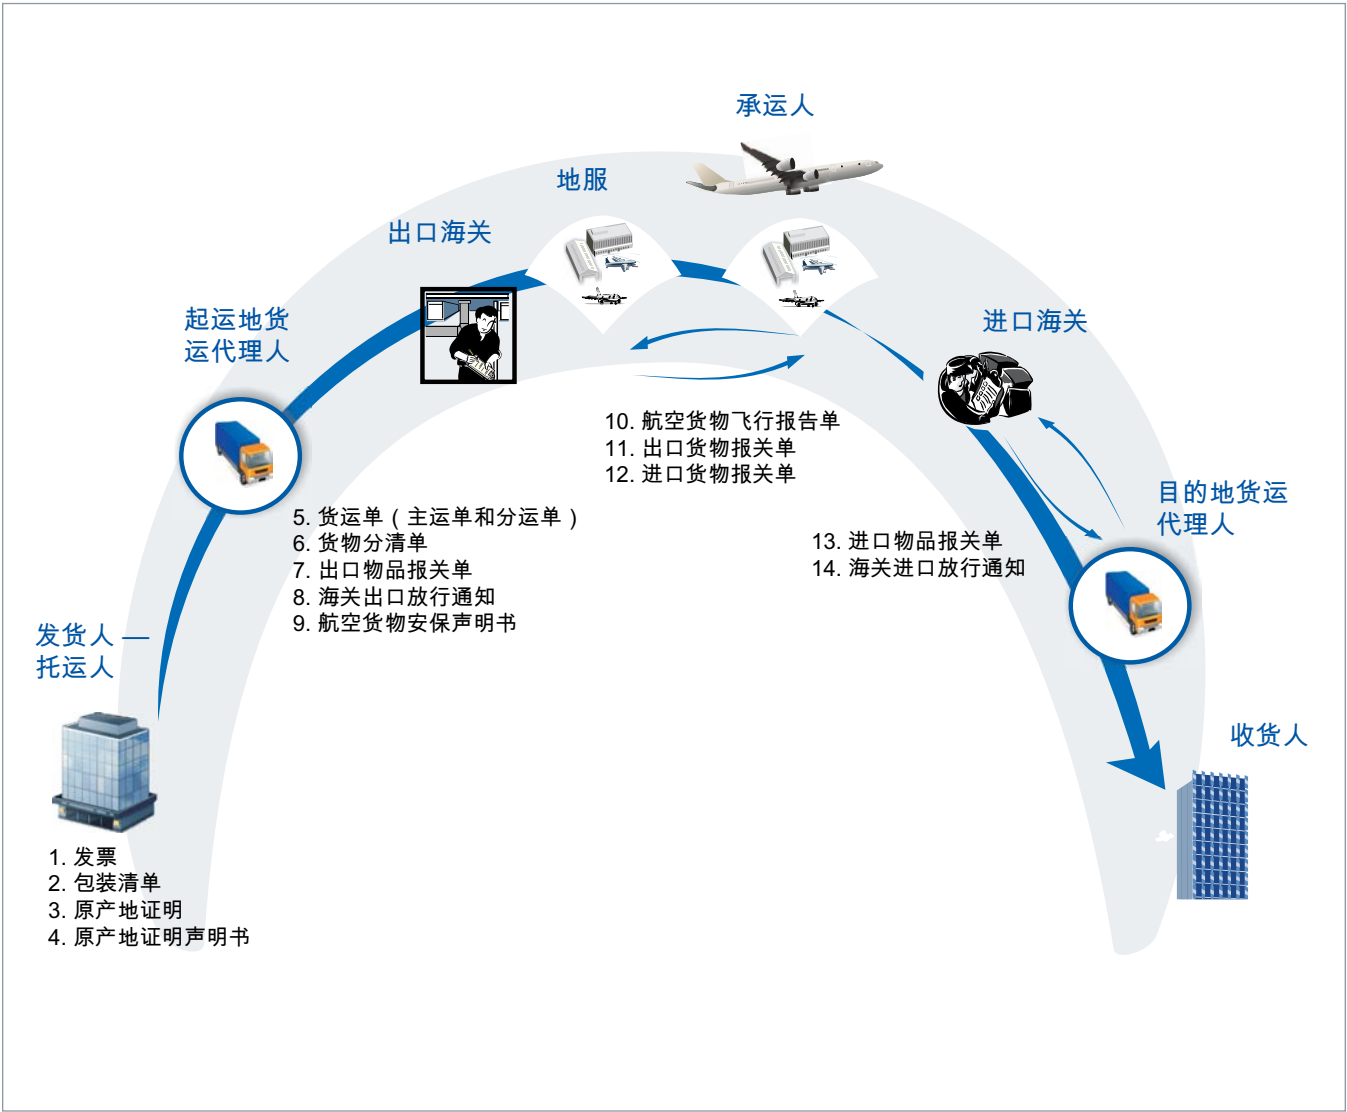 承运人
地服
出口海关
起运地货
运代理人
进口海关
10. 航空货物飞行报告单
11. 出口货物报关单
12. 进口货物报关单
目的地货运
代理人
5. 货运单（主运单和分运单）
6. 货物分清单
7. 出口物品报关单
8. 海关出口放行通知
9. 航空货物安保声明书
13. 进口物品报关单
14. 海关进口放行通知
发货人 —
托运人
收货人
1. 发票
2. 包装清单
3. 原产地证明
4. 原产地证明声明书